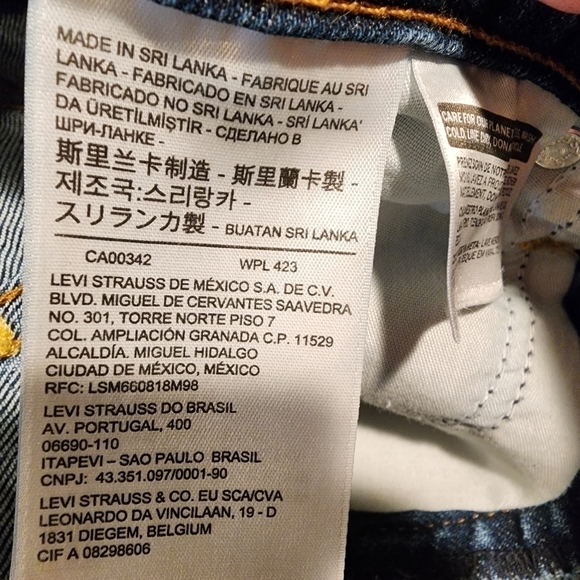 MADE IN SRI LANKA - FABRIQUE AU SRI
LANKA - FABRICADO EN SRI LANKA -
FABRICADO NO SRI LANKA - SRI LANKA'
DA ÜRETİLMİŞTİR - СДЕЛАНО В
ШРИ-ЛАНКЕ -
斯里兰卡制造 - 斯里蘭卡製 -
제조국:스리랑카 -
スリランカ製 - BUATAN SRI LANKA
CA00342 WPL 423
LEVI STRAUSS DE MÉXICO S.A. DE C.V.
BLVD. MIGUEL DE CERVANTES SAAVEDRA
NO. 301, TORRE NORTE PISO 7
COL. AMPLIACIÓN GRANADA C.P. 11529
ALCALDÍA. MIGUEL HIDALGO
CIUDAD DE MÉXICO, MÉXICO
RFC: LSM660818M98
LEVI STRAUSS DO BRASIL
AV. PORTUGAL, 400
06690-110
ITAPEVI – SAO PAULO BRASIL
CNPJ: 43.351.097/0001-90
LEVI STRAUSS & CO. EU SCA/CVA
LEONARDO DA VINCILAAN, 19 - D
1831 DIEGEM, BELGIUM
CIF A 08298606
CARE FOR OUR PLANET:
COLD, LINE DRY, DON